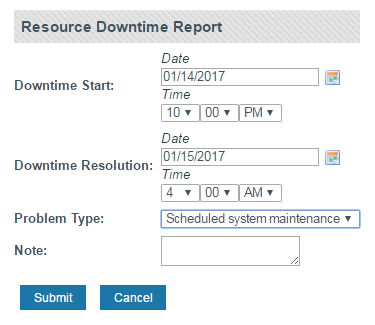 Resource Downtime Report
Date
Downtime Start: 01/14/2017
Time
10 00 PM
Date
Downtime Resolution: 01/15/2017
Time
4 00 AM
Problem Type: Scheduled system maintenance
Note:
Submit Cancel